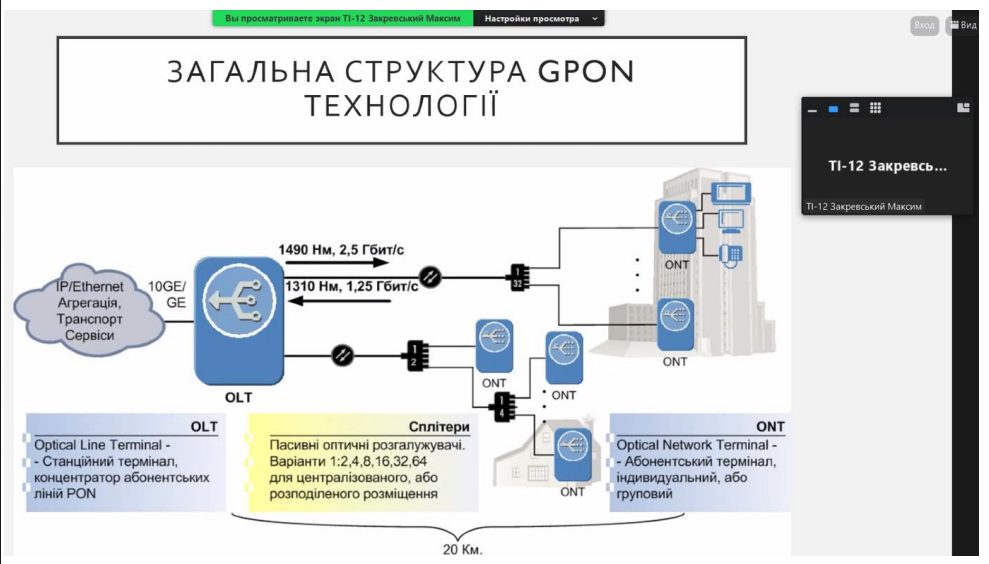 Вы просматриваете экран ТІ-12 Закревський Максим
Настройки просмотра
Вход
Вид
ЗАГАЛЬНА СТРУКТУРА GPON
ТЕХНОЛОГІЇ
ТІ-12 Закревсь...
ТІ-12 Закревський Максим
1490 Нм, 2,5 Гбит/с
1310 Нм, 1,25 Гбит/с
IP/Ethernet
Агрегація,
Транспорт
Сервіси
10GE/
GE
OLT
1
32
ONT
ONT
1
2
ONT
1
4
ONT
ONT
OLT
Optical Line Terminal -
- Станційний термінал,
концентратор абонентських
ліній PON
Сплітери
Пасивні оптичні розгалужувачі.
Варіанти 1:2,4,8,16,32,64
для централізованого, або
розподіленого розміщення
ONT
Optical Network Terminal -
- Абонентський термінал,
індивидуальний, або
груповий
20 Км.